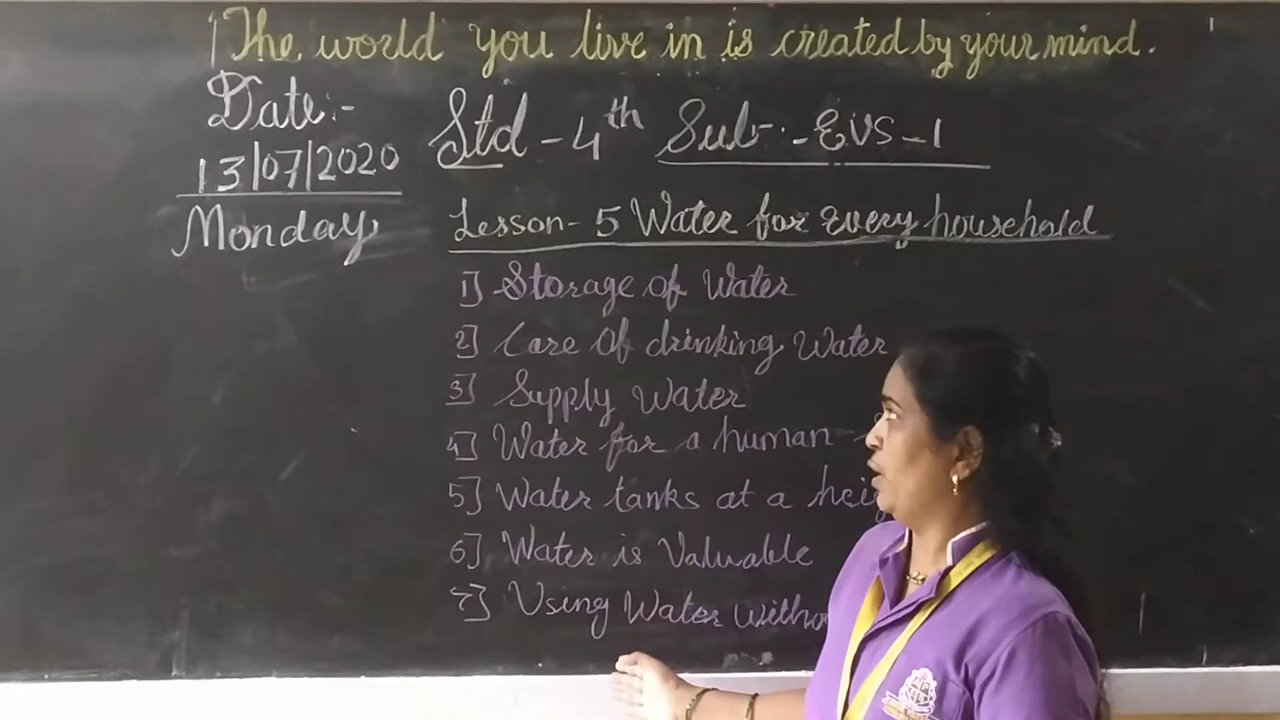 The world you live in is created by your mind.
Date:-
13/07/2020
Monday
Std - 4th Sub :- EVS-1
Lesson- 5 Water for Every household
1] Storage of Water
2] Care Of drinking Water
3] Supply Water
4] Water for a human
5] Water tanks at a
6] Water is Valuable
7] Using Water